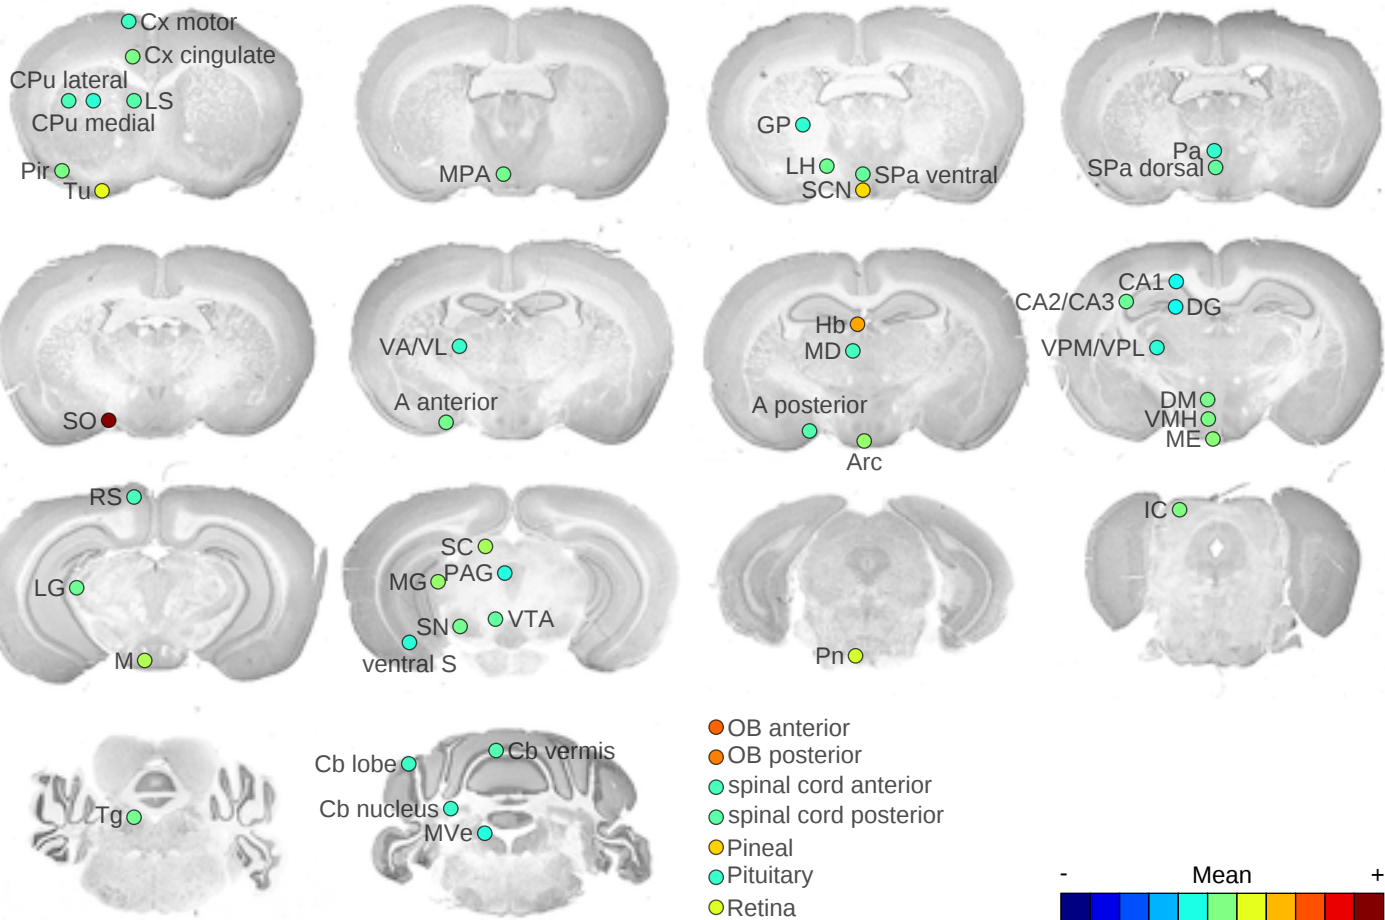 Cx motor
Cx cingulate
CPu lateral
LS
CPu medial
Pir
Tu
MPA
GP
LH
SPa ventral
SCN
Pa
SPa dorsal
SO
VA/VL
A anterior
Hb
MD
A posterior
Arc
CA1
CA2/CA3
DG
VPM/VPL
DM
VMH
ME
RS
LG
M
SC
MG
PAG
SN
VTA
ventral S
Pn
IC
Tg
Cb vermis
Cb lobe
Cb nucleus
MVe
OB anterior
OB posterior
spinal cord anterior
spinal cord posterior
Pineal
Pituitary
Retina
- Mean +